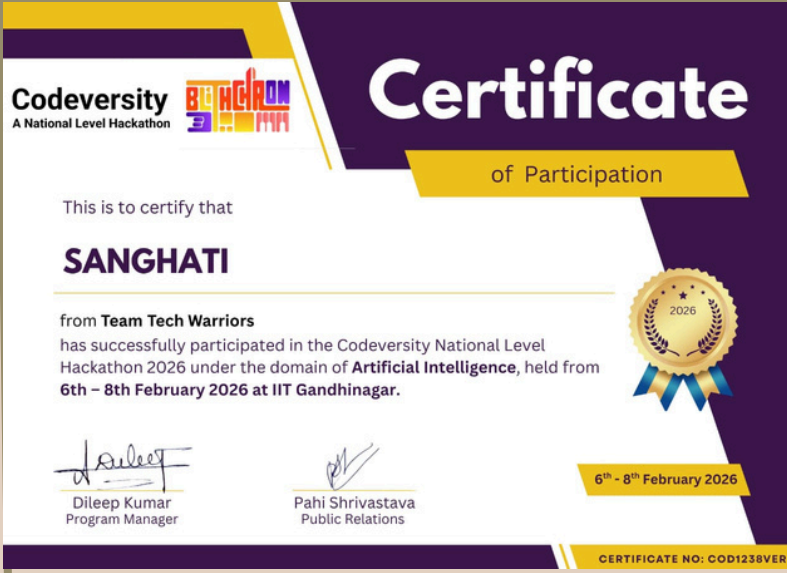 Codeversity
A National Level Hackathon
Certificate
of Participation
This is to certify that
SANGHATI
from Team Tech Warriors
has successfully participated in the Codeversity National Level
Hackathon 2026 under the domain of Artificial Intelligence, held from
6th – 8th February 2026 at IIT Gandhinagar.
2026
Dileep Kumar
Program Manager
Pahi Shrivastava
Public Relations
6th - 8th February 2026
CERTIFICATE NO: COD1238VER